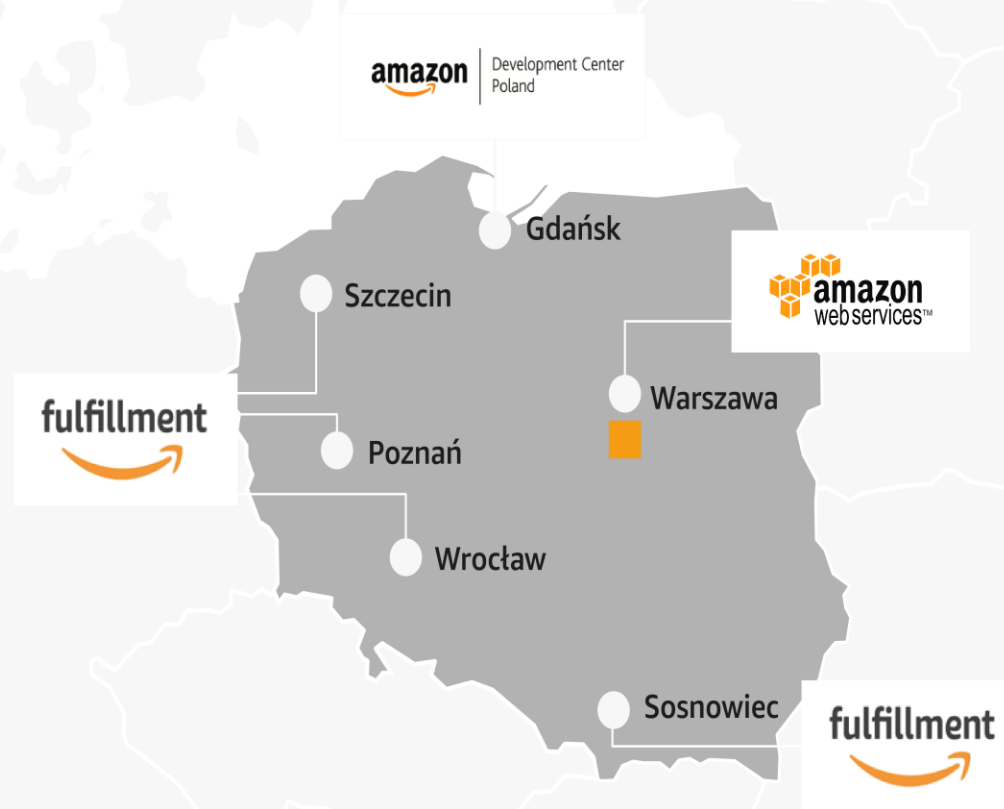 amazon
Development Center
Poland
Gdańsk
Szczecin
amazon
web services™
Warszawa
fulfillment
Poznań
Wrocław
Sosnowiec
fulfillment